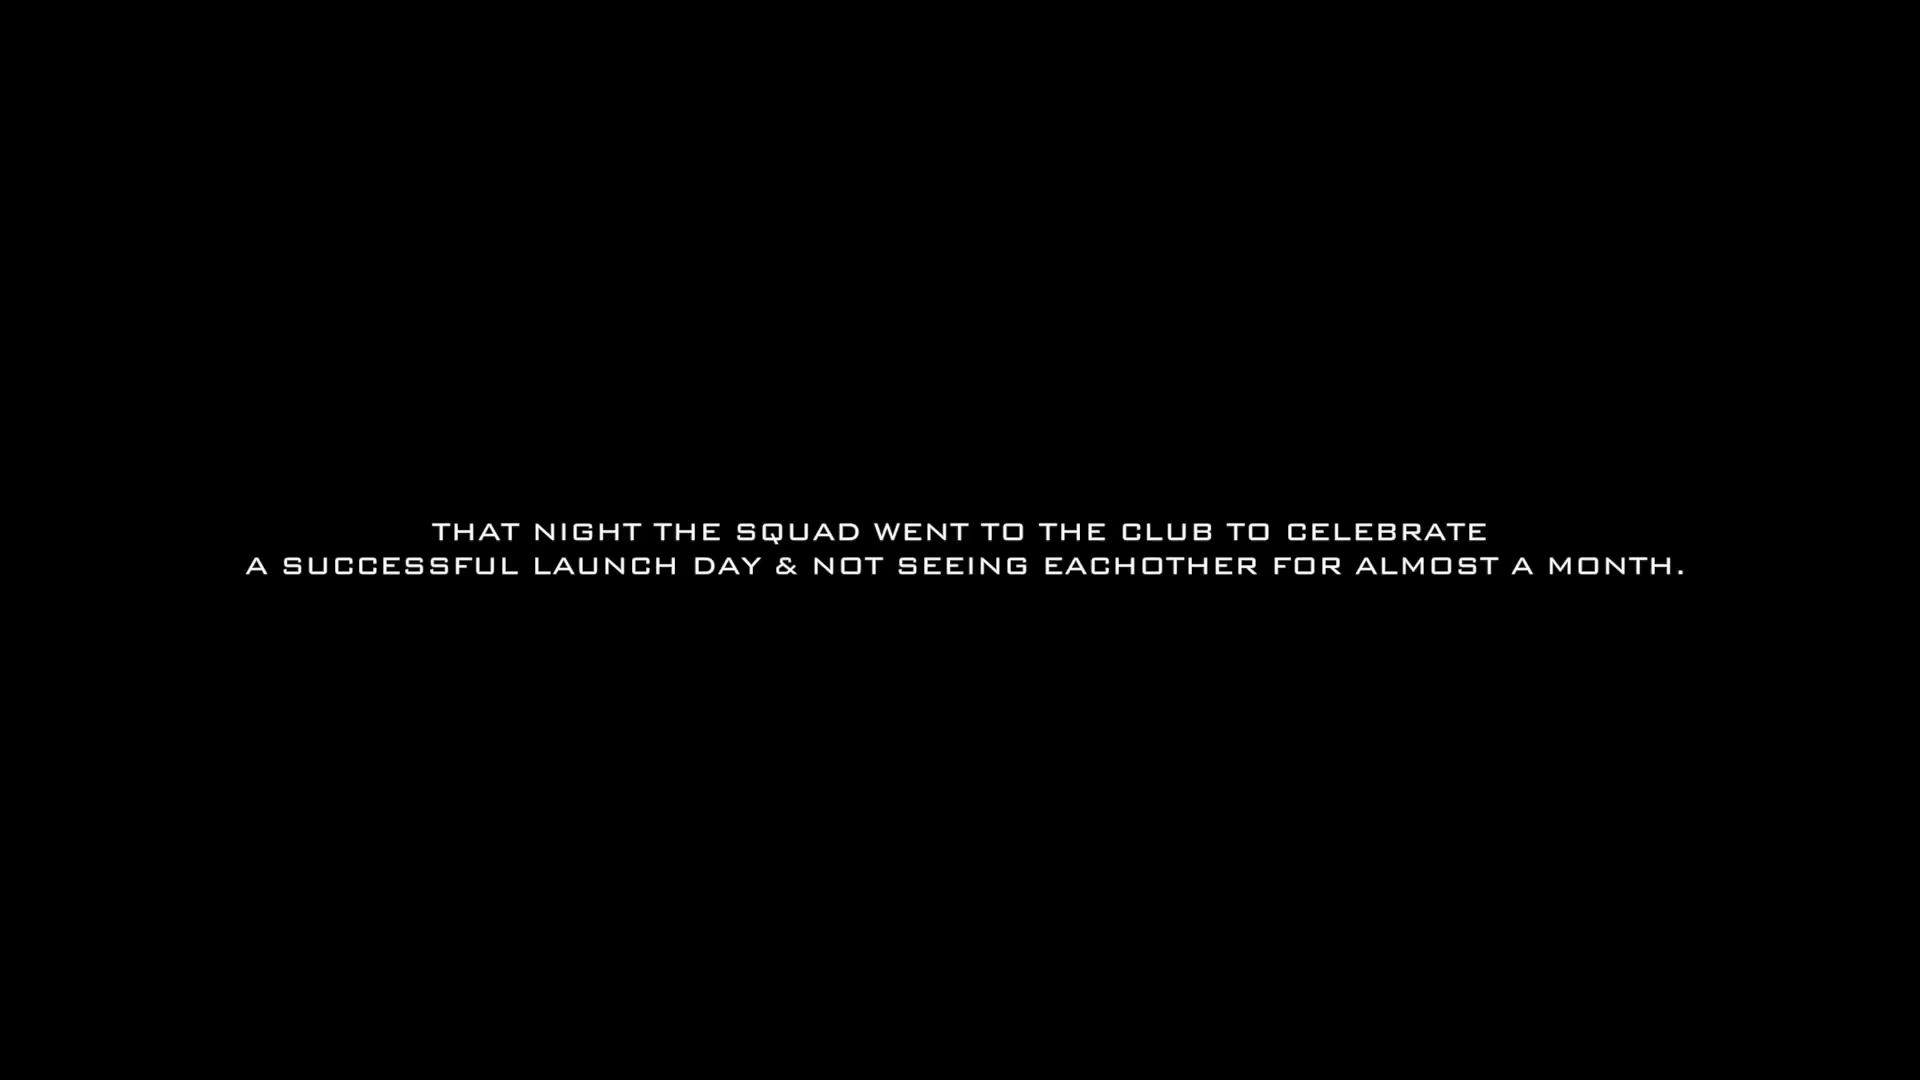 THAT NIGHT THE SQUAD WENT TO THE CLUB TO CELEBRATE
A SUCCESSFUL LAUNCH DAY & NOT SEEING EACHOTHER FOR ALMOST A MONTH.